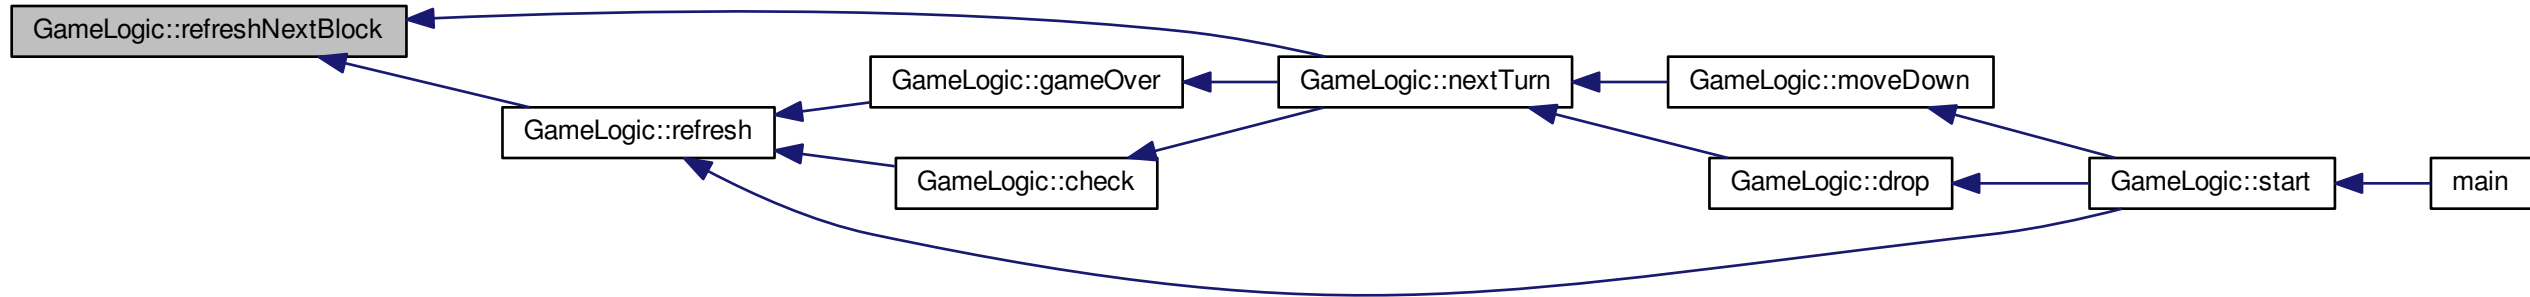 GameLogic::refreshNextBlock
GameLogic::refresh
GameLogic::gameOver
GameLogic::check
GameLogic::nextTurn
GameLogic::moveDown
GameLogic::drop
GameLogic::start
main